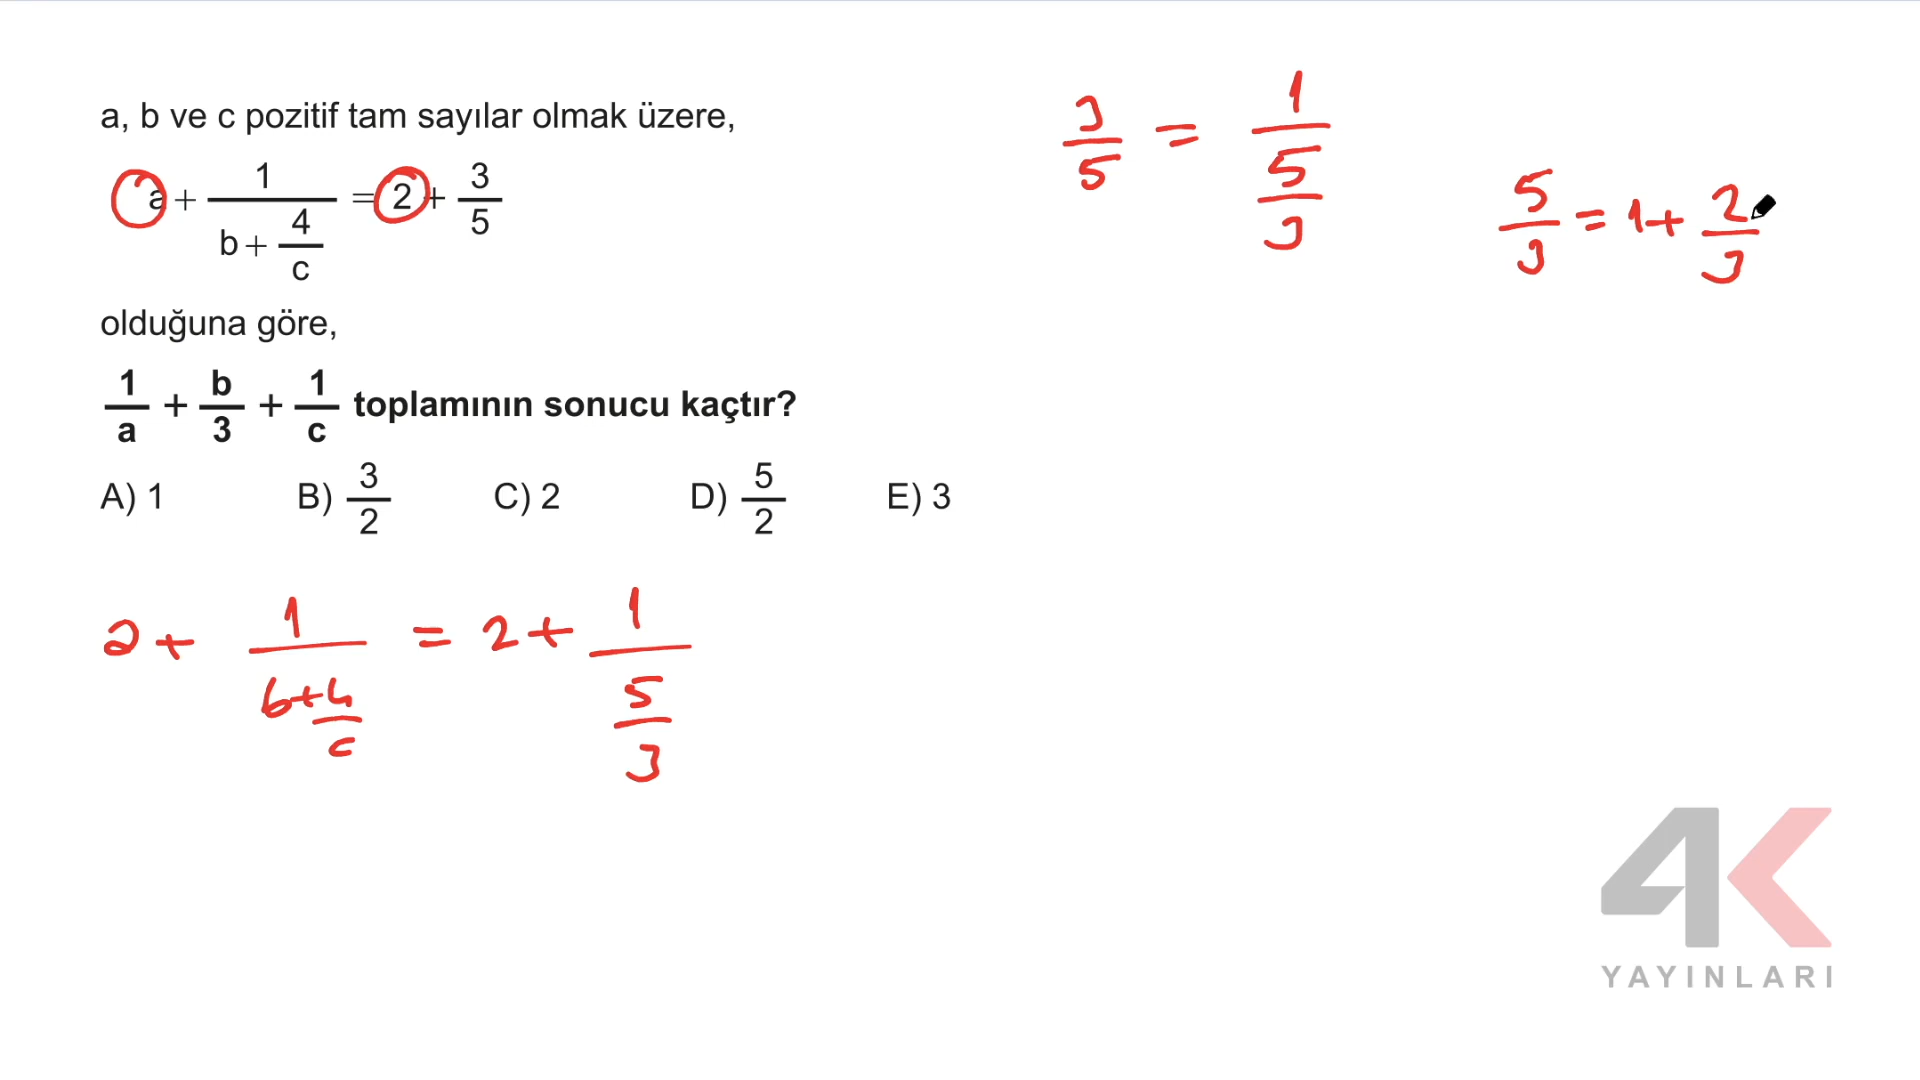 a, b ve c pozitif tam sayılar olmak üzere,
a + 1 / (b + 4/c) = 2 + 3/5
olduğuna göre,
1/a + b/3 + 1/c toplamının sonucu kaçtır?
A) 1 B) 3/2 C) 2 D) 5/2 E) 3
3/5 = 1 / (5/3)
5/3 = 1 + 2/3
a + 1 / (b + 4/c) = 2 + 1 / (5/3)
4K
YAYINLARI